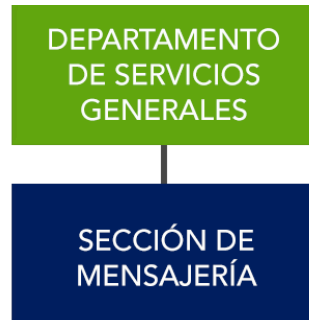 DEPARTAMENTO
DE SERVICIOS
GENERALES
SECCIÓN DE
MENSAJERÍA